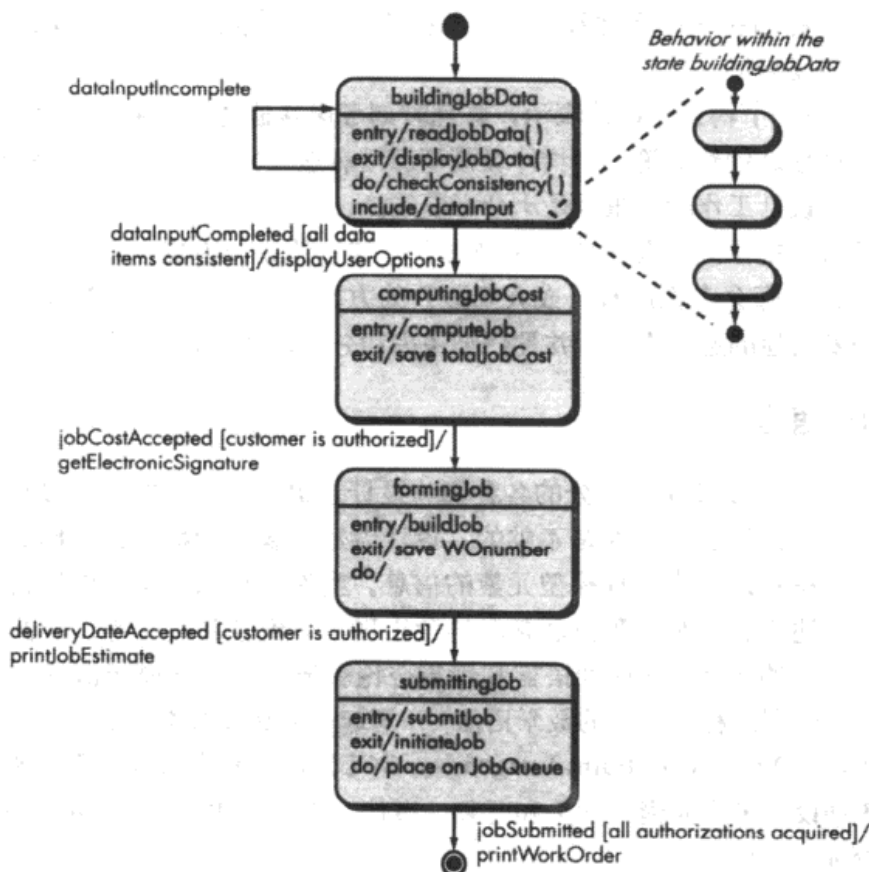 Behavior within the
state buildingJobData
dataInputIncomplete
buildingJobData
entry/readJobData( )
exit/displayJobData( )
do/checkConsistency( )
include/dataInput
dataInputCompleted [all data
items consistent]/displayUserOptions
computingJobCost
entry/computeJob
exit/save totalJobCost
jobCostAccepted [customer is authorized]/
getElectronicSignature
formingJob
entry/buildJob
exit/save WOnumber
do/
deliveryDateAccepted [customer is authorized]/
printJobEstimate
submittingJob
entry/submitJob
exit/initiateJob
do/place on JobQueue
jobSubmitted [all authorizations acquired]/
printWorkOrder